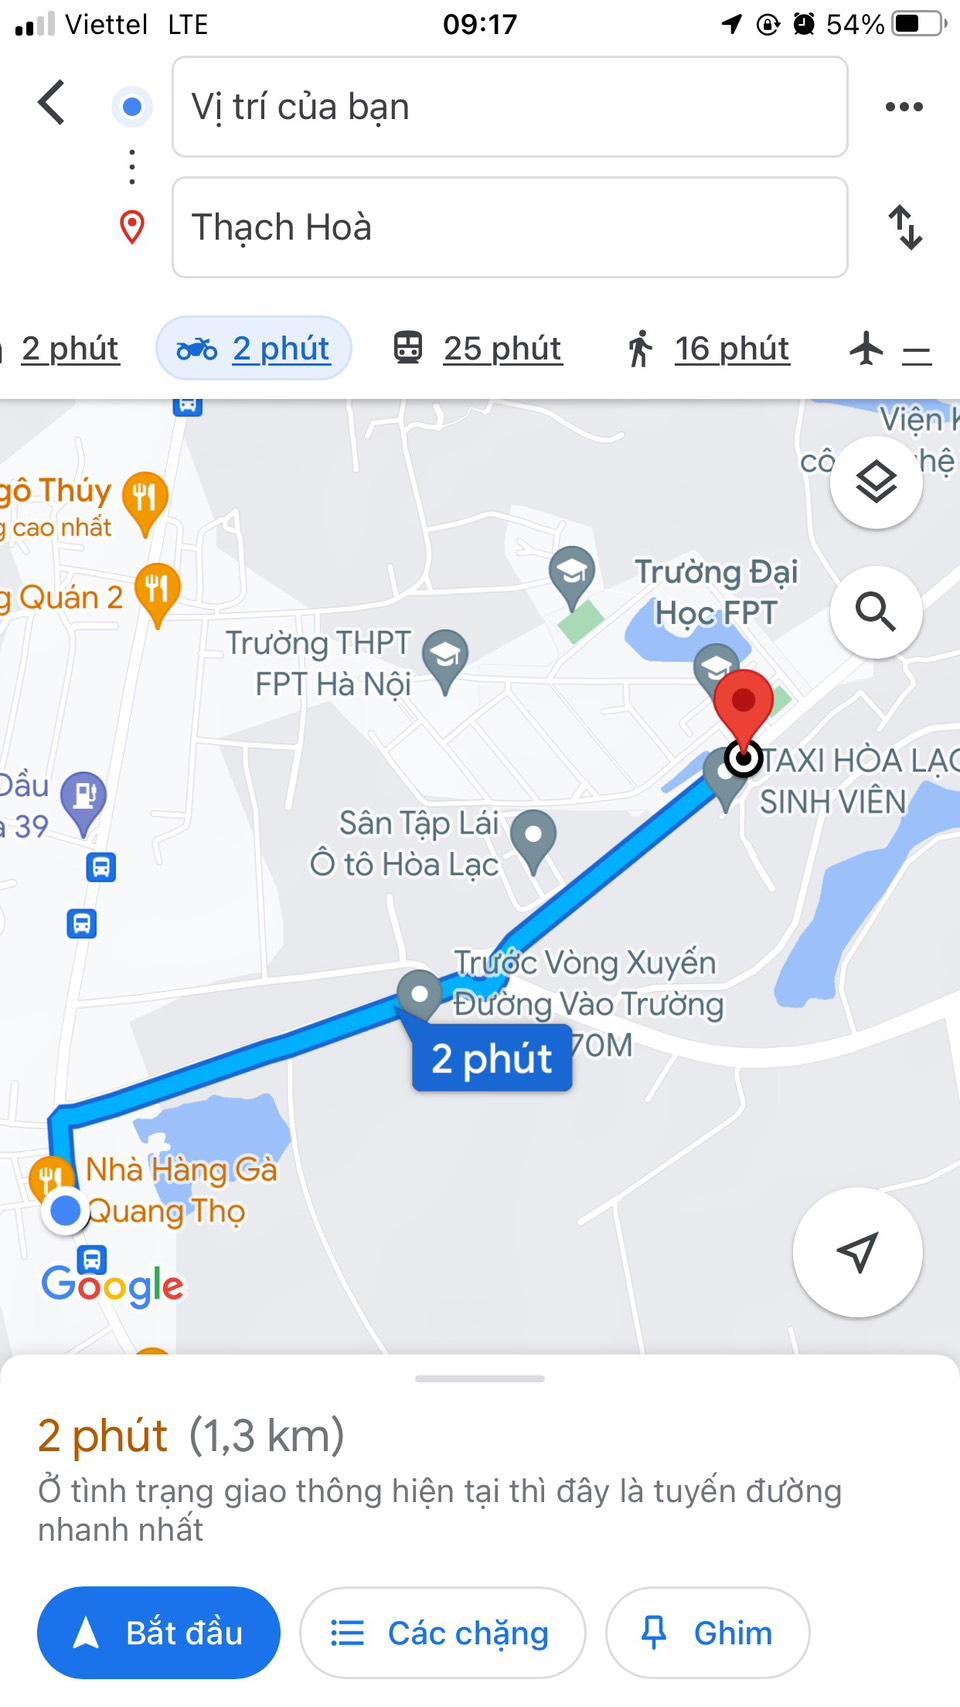 Viettel LTE 09:17 54%
Vị trí của bạn
Thạch Hoà
2 phút 2 phút 25 phút 16 phút —
Viện K
cô hệ
gô Thúy
g cao nhất
g Quán 2
Trường Đại
Học FPT
Trường THPT
FPT Hà Nội
Dầu
a 39
TAXI HÒA LẠC
SINH VIÊN
Sân Tập Lái
Ô tô Hòa Lạc
Trước Vòng Xuyến
Đường Vào Trường
70M
2 phút
Nhà Hàng Gà
Quang Thọ
Google
2 phút (1,3 km)
Ở tình trạng giao thông hiện tại thì đây là tuyến đường
nhanh nhất
Bắt đầu Các chặng Ghim